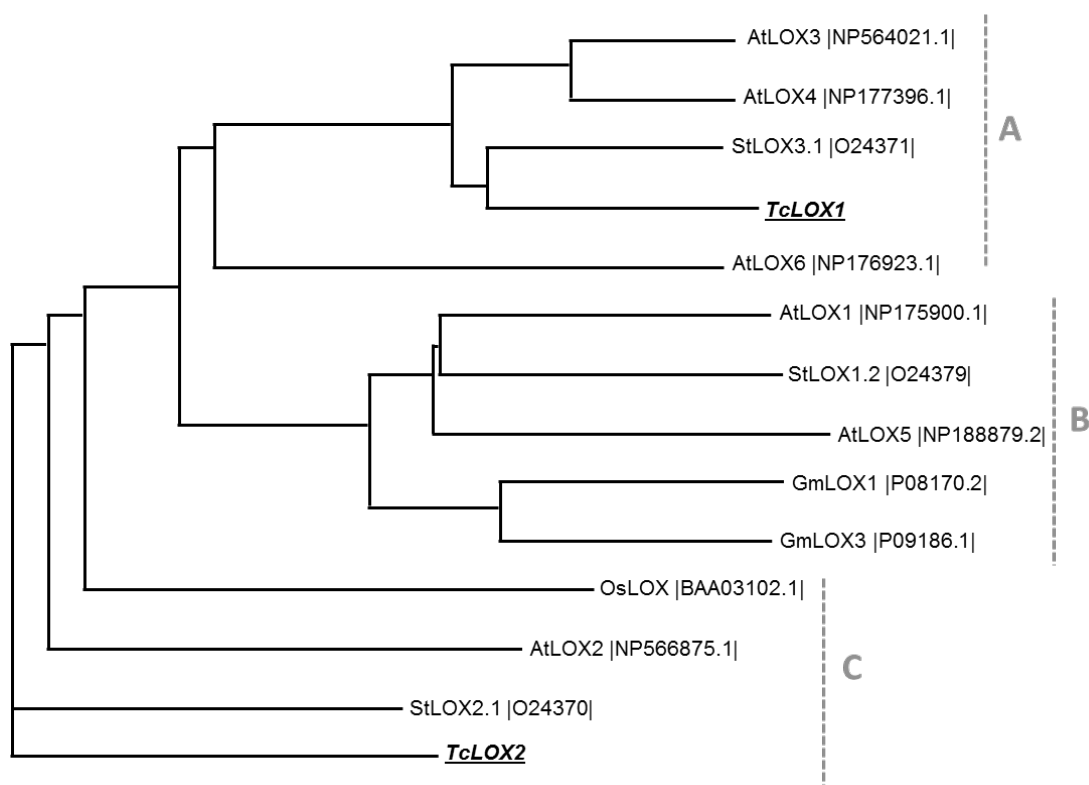 AtLOX3 |NP564021.1|
AtLOX4 |NP177396.1|
A
StLOX3.1 |O24371|
TcLOX1
AtLOX6 |NP176923.1|
AtLOX1 |NP175900.1|
StLOX1.2 |O24379|
B
AtLOX5 |NP188879.2|
GmLOX1 |P08170.2|
GmLOX3 |P09186.1|
OsLOX |BAA03102.1|
AtLOX2 |NP566875.1|
C
StLOX2.1 |O24370|
TcLOX2